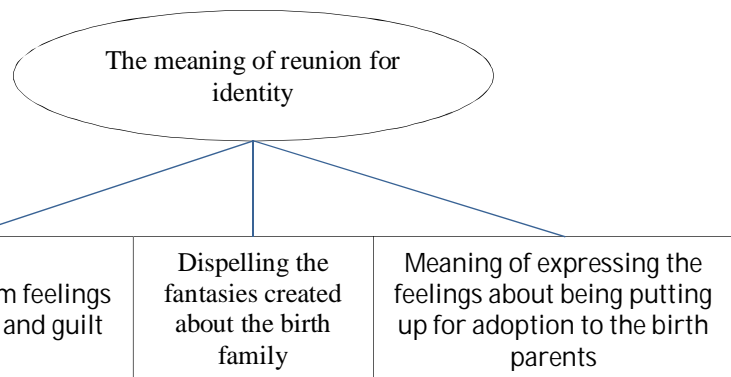 The meaning of reunion for
identity
feelings
and guilt
Dispelling the
fantasies created
about the birth
family
Meaning of expressing the
feelings about being putting
up for adoption to the birth
parents